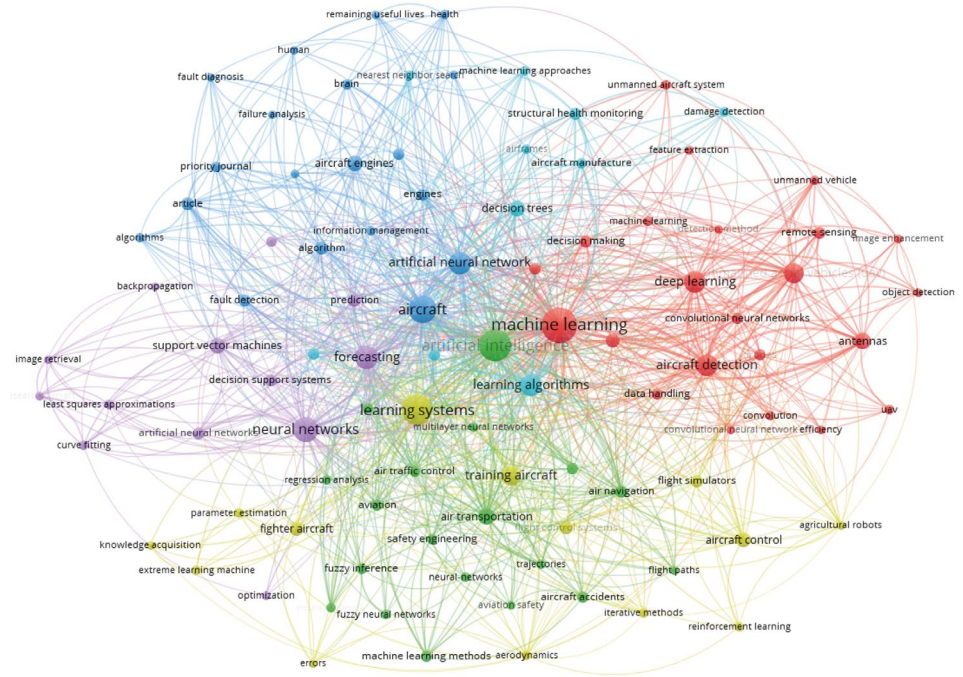 remaining useful lives
health
human
fault diagnosis
nearest neighbor search
machine learning approaches
brain
unmanned aircraft system
failure analysis
structural health monitoring
damage detection
airframes
feature extraction
priority journal
aircraft engines
aircraft manufacture
engines
unmanned vehicle
article
decision trees
machine-learning
detection method
remote sensing
image enhancement
algorithms
information management
algorithm
decision making
artificial neural network
deep learning
backpropagation
fault detection
prediction
object detection
aircraft
machine learning
convolutional neural networks
support vector machines
artificial intelligence
antennas
image retrieval
forecasting
aircraft detection
decision support systems
learning algorithms
data handling
least squares approximations
learning systems
convolution
uav
artificial neural networks
neural networks
multilayer neural networks
convolutional neural network
efficiency
curve fitting
regression analysis
air traffic control
training aircraft
air navigation
flight simulators
parameter estimation
aviation
air transportation
flight control systems
agricultural robots
fighter aircraft
knowledge acquisition
safety engineering
aircraft control
extreme learning machine
fuzzy inference
neural-networks
trajectories
flight paths
optimization
fuzzy neural networks
aviation safety
aircraft accidents
iterative methods
reinforcement learning
errors
machine learning methods
aerodynamics